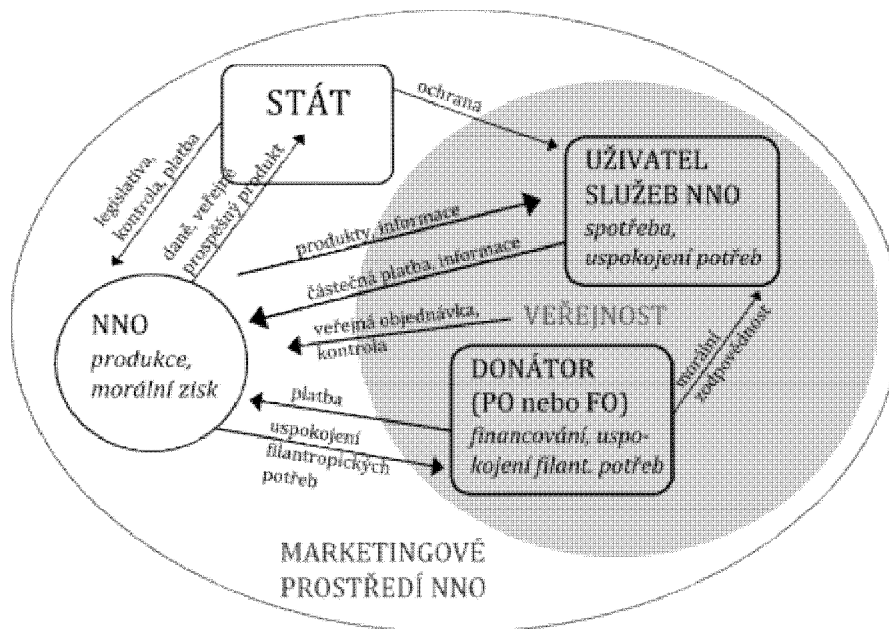 STÁT
ochrana
legislativa,
kontrola, platba
daně, veřejně
prospěšný produkt
UŽIVATEL
SLUŽEB NNO
spotřeba,
uspokojení potřeb
produkty, informace
částečná platba, informace
VEŘEJNOST
veřejná objednávka,
kontrola
NNO
produkce,
morální zisk
DONÁTOR
(PO nebo FO)
financování, uspo-
kojení filant. potřeb
morální
zodpovědnost
platba
uspokojení
filantropických
potřeb
MARKETINGOVÉ
PROSTŘEDÍ NNO